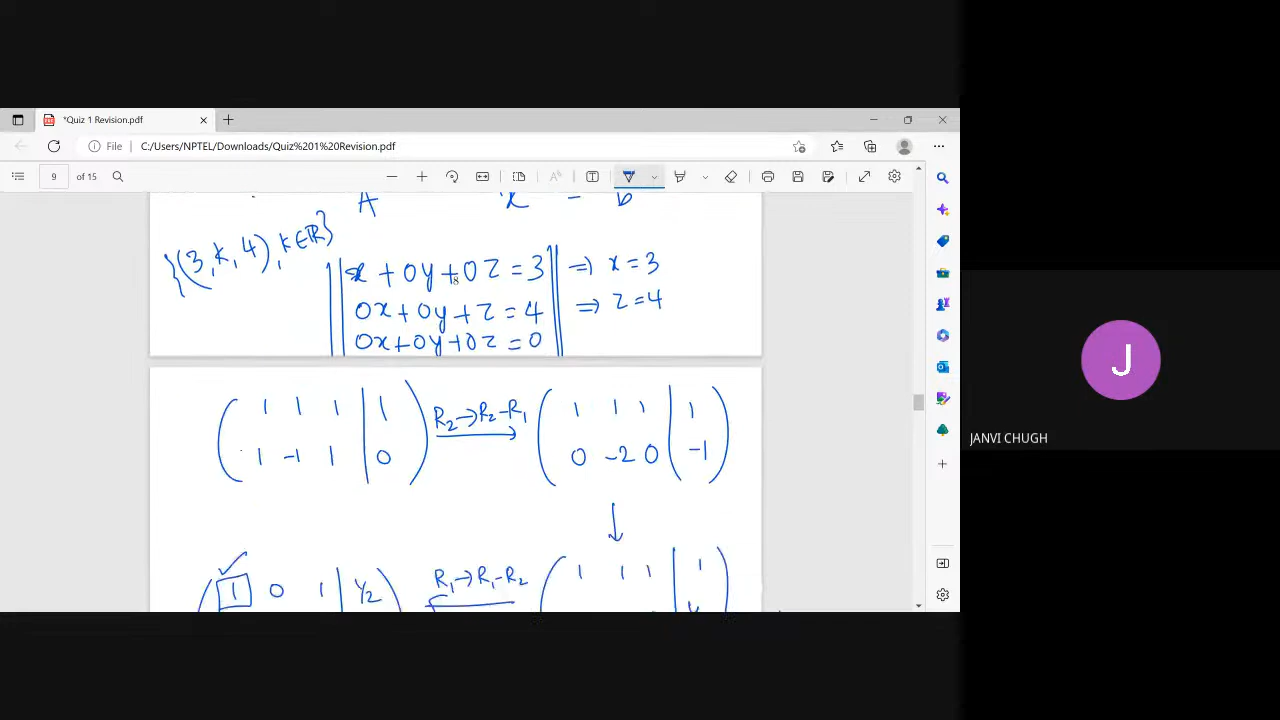 *Quiz 1 Revision.pdf
File C:/Users/NPTEL/Downloads/Quiz%201%20Revision.pdf
9 of 15
A x = b
{(3, k, 4), k∈ℝ}
x + 0y + 0z = 3 ⇒ x = 3
0x + 0y + z = 4 ⇒ z = 4
0x + 0y + 0z = 0
1 1 1 | 1 R₂→R₂-R₁ 1 1 1 | 1
1 -1 1 | 0 0 -2 0 | -1
1 0 1 | 1/2 R₁→R₁-R₂ 1 1 1 | 1
J
JANVI CHUGH